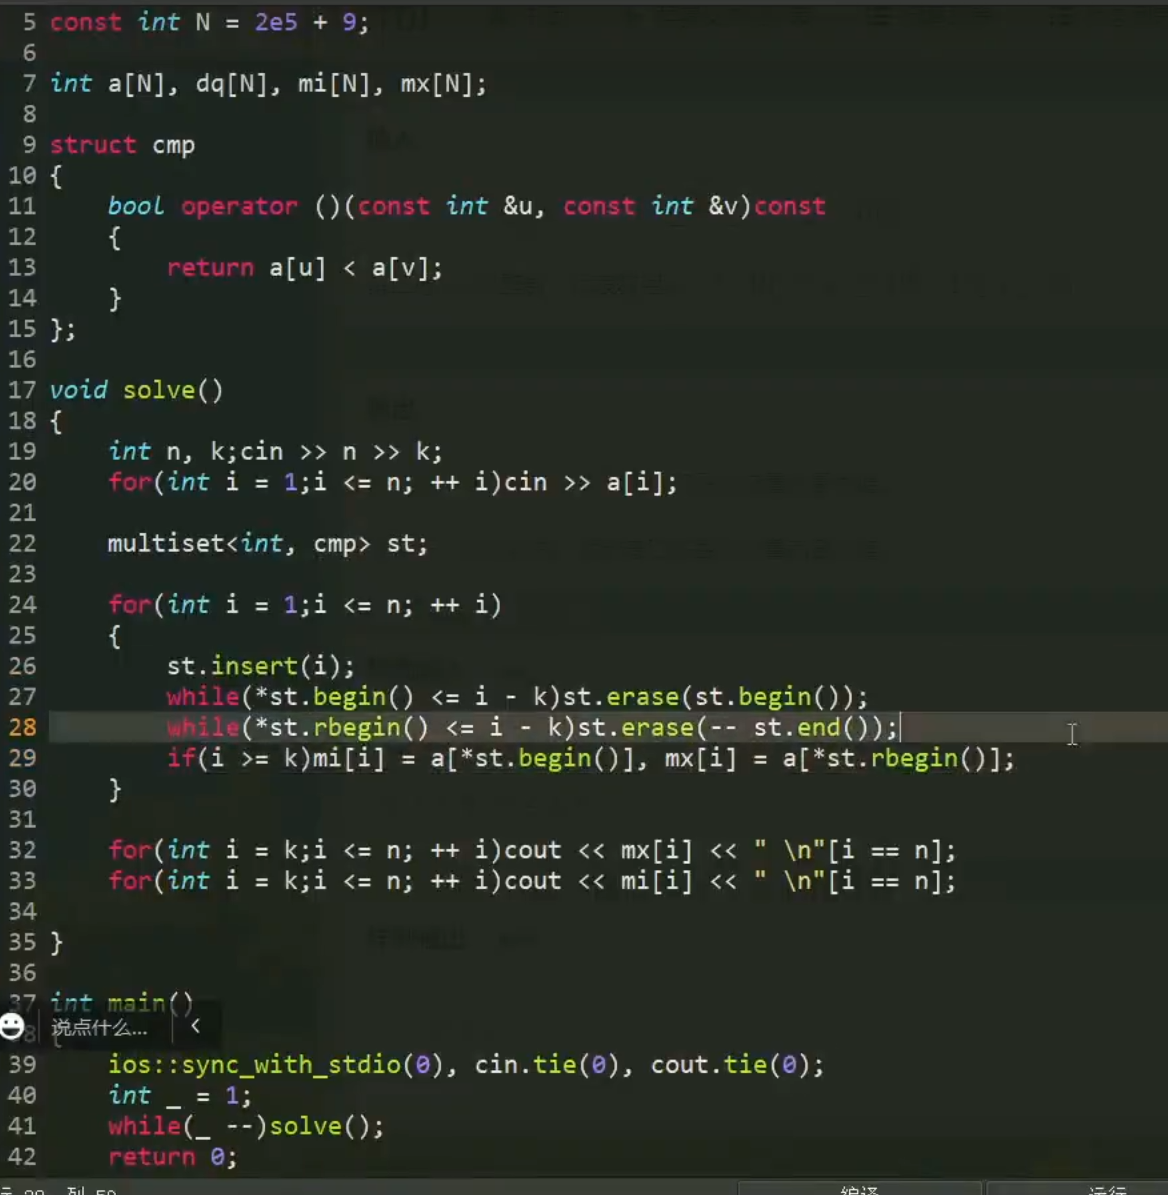 5 const int N = 2e5 + 9;
6
7 int a[N], dq[N], mi[N], mx[N];
8
9 struct cmp
10 {
11     bool operator ()(const int &u, const int &v)const
12     {
13         return a[u] < a[v];
14     }
15 };
16
17 void solve()
18 {
19     int n, k;cin >> n >> k;
20     for(int i = 1;i <= n; ++ i)cin >> a[i];
21
22     multiset<int, cmp> st;
23
24     for(int i = 1;i <= n; ++ i)
25     {
26         st.insert(i);
27         while(*st.begin() <= i - k)st.erase(st.begin());
28         while(*st.rbegin() <= i - k)st.erase(-- st.end());
29         if(i >= k)mi[i] = a[*st.begin()], mx[i] = a[*st.rbegin()];
30     }
31
32     for(int i = k;i <= n; ++ i)cout << mx[i] << " \n"[i == n];
33     for(int i = k;i <= n; ++ i)cout << mi[i] << " \n"[i == n];
34
35 }
36
37 int main()
说点什么... <
39     ios::sync_with_stdio(0), cin.tie(0), cout.tie(0);
40     int _ = 1;
41     while(_ --)solve();
42     return 0;
编译 运行